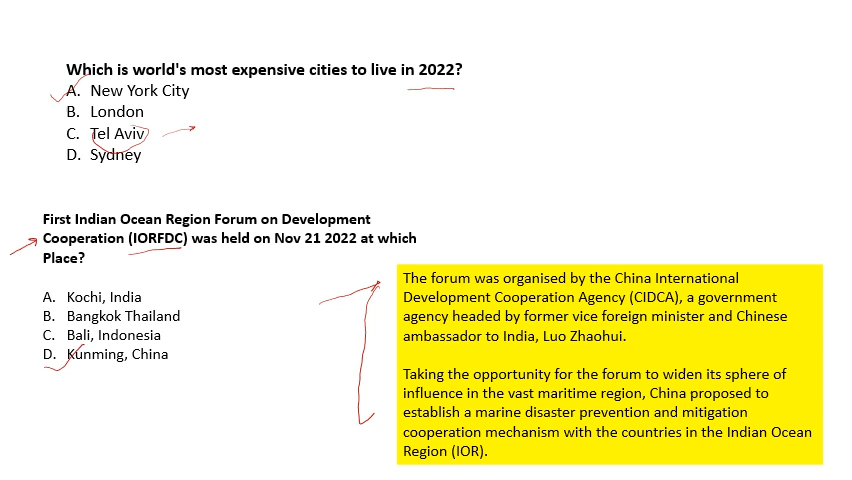 Which is world's most expensive cities to live in 2022?
A. New York City
B. London
C. Tel Aviv
D. Sydney
First Indian Ocean Region Forum on Development
Cooperation (IORFDC) was held on Nov 21 2022 at which
Place?
A. Kochi, India
B. Bangkok Thailand
C. Bali, Indonesia
D. Kunming, China
The forum was organised by the China International
Development Cooperation Agency (CIDCA), a government
agency headed by former vice foreign minister and Chinese
ambassador to India, Luo Zhaohui.
Taking the opportunity for the forum to widen its sphere of
influence in the vast maritime region, China proposed to
establish a marine disaster prevention and mitigation
cooperation mechanism with the countries in the Indian Ocean
Region (IOR).